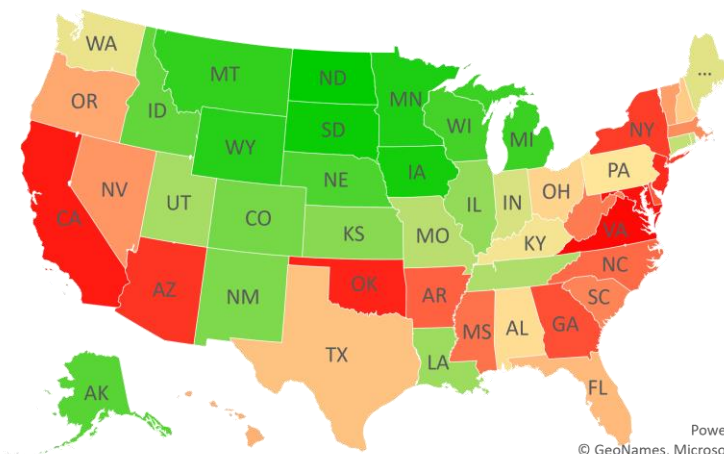 WA
MT
ND
MN
...
OR
ID
WY
SD
WI
MI
NY
NV
UT
CO
NE
IA
IL
IN
OH
PA
CA
KS
MO
KY
VA
AZ
NM
OK
AR
NC
TX
LA
MS
AL
GA
SC
FL
AK
Powe
© GeoNames, Microso